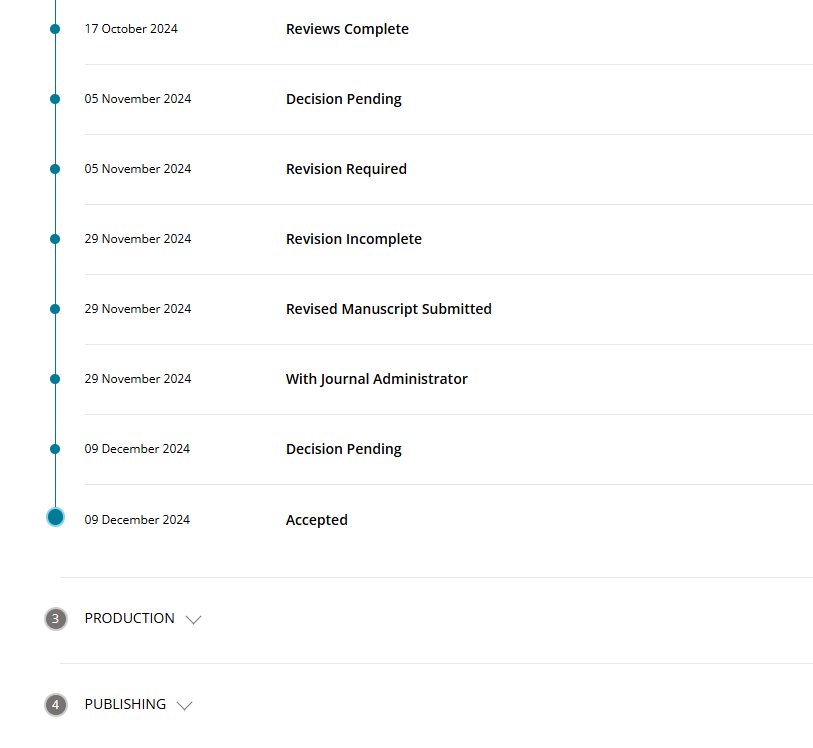 17 October 2024 Reviews Complete
05 November 2024 Decision Pending
05 November 2024 Revision Required
29 November 2024 Revision Incomplete
29 November 2024 Revised Manuscript Submitted
29 November 2024 With Journal Administrator
09 December 2024 Decision Pending
09 December 2024 Accepted
3 PRODUCTION
4 PUBLISHING